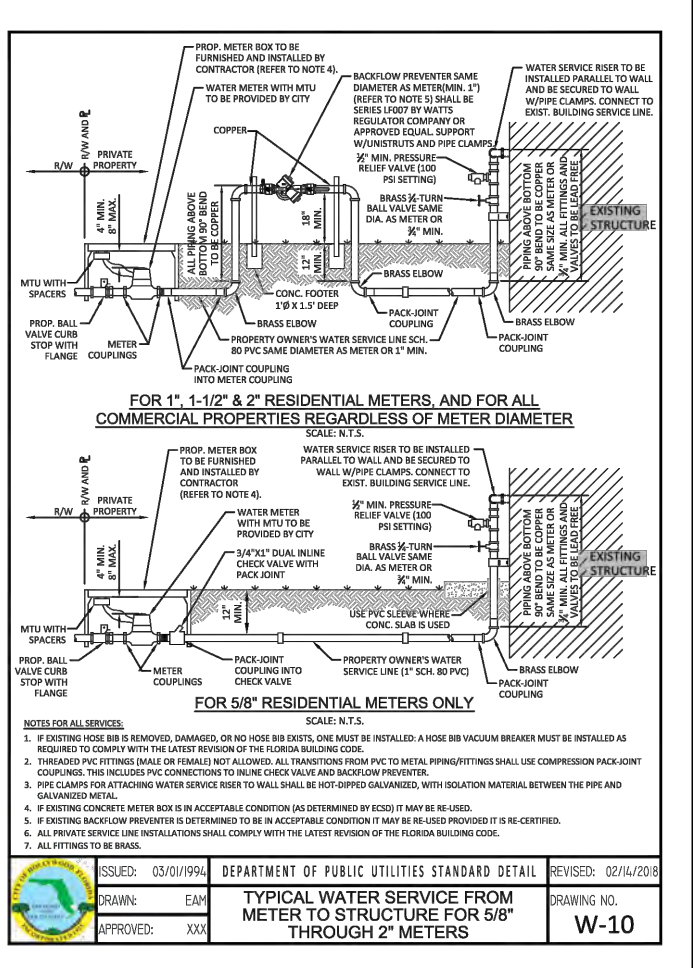 PROP. METER BOX TO BE
FURNISHED AND INSTALLED BY
CONTRACTOR (REFER TO NOTE 4).
WATER METER WITH MTU
TO BE PROVIDED BY CITY
COPPER
BACKFLOW PREVENTER SAME
DIAMETER AS METER(MIN. 1")
(REFER TO NOTE 5) SHALL BE
SERIES LF007 BY WATTS
REGULATOR COMPANY OR
APPROVED EQUAL. SUPPORT
W/UNISTRUTS AND PIPE CLAMPS.
WATER SERVICE RISER TO BE
INSTALLED PARALLEL TO WALL
AND BE SECURED TO WALL
W/PIPE CLAMPS. CONNECT TO
EXIST. BUILDING SERVICE LINE.
R/W AND ℙL
R/W
PRIVATE
PROPERTY
½" MIN. PRESSURE
RELIEF VALVE (100
PSI SETTING)
BRASS ¼-TURN
BALL VALVE SAME
DIA. AS METER OR
¾" MIN.
4" MIN.
8" MAX.
ALL PIPING ABOVE
BOTTOM 90° BEND
TO BE COPPER
18"
MIN.
12"
MIN.
PIPING ABOVE BOTTOM
90° BEND TO BE COPPER
SAME SIZE AS METER OR
¾" MIN. ALL FITTINGS AND
VALVES TO BE LEAD FREE
EXISTING
STRUCTURE
MTU WITH
SPACERS
PROP. BALL
VALVE CURB
STOP WITH
FLANGE
METER
COUPLINGS
CONC. FOOTER
1'Ø X 1.5' DEEP
BRASS ELBOW
BRASS ELBOW
PACK-JOINT
COUPLING
BRASS ELBOW
PACK-JOINT
COUPLING
PROPERTY OWNER'S WATER SERVICE LINE SCH.
80 PVC SAME DIAMETER AS METER OR 1" MIN.
PACK-JOINT COUPLING
INTO METER COUPLING
FOR 1", 1-1/2" & 2" RESIDENTIAL METERS, AND FOR ALL
COMMERCIAL PROPERTIES REGARDLESS OF METER DIAMETER
SCALE: N.T.S.
PROP. METER BOX
TO BE FURNISHED
AND INSTALLED BY
CONTRACTOR
(REFER TO NOTE 4).
WATER SERVICE RISER TO BE INSTALLED
PARALLEL TO WALL AND BE SECURED TO
WALL W/PIPE CLAMPS. CONNECT TO
EXIST. BUILDING SERVICE LINE.
R/W AND ℙL
R/W
PRIVATE
PROPERTY
WATER METER
WITH MTU TO BE
PROVIDED BY CITY
3/4"X1" DUAL INLINE
CHECK VALVE WITH
PACK JOINT
½" MIN. PRESSURE
RELIEF VALVE (100
PSI SETTING)
BRASS ¼-TURN
BALL VALVE SAME
DIA. AS METER OR
¾" MIN.
4" MIN.
8" MAX.
12"
MIN.
USE PVC SLEEVE WHERE
CONC. SLAB IS USED
PIPING ABOVE BOTTOM
90° BEND TO BE COPPER
SAME SIZE AS METER OR
¾" MIN. ALL FITTINGS AND
VALVES TO BE LEAD FREE
EXISTING
STRUCTURE
MTU WITH
SPACERS
PROP. BALL
VALVE CURB
STOP WITH
FLANGE
METER
COUPLINGS
PACK-JOINT
COUPLING INTO
CHECK VALVE
PROPERTY OWNER'S WATER
SERVICE LINE (1" SCH. 80 PVC)
BRASS ELBOW
PACK-JOINT
COUPLING
FOR 5/8" RESIDENTIAL METERS ONLY
SCALE: N.T.S.
NOTES FOR ALL SERVICES:
1. IF EXISTING HOSE BIB IS REMOVED, DAMAGED, OR NO HOSE BIB EXISTS, ONE MUST BE INSTALLED: A HOSE BIB VACUUM BREAKER MUST BE INSTALLED AS
REQUIRED TO COMPLY WITH THE LATEST REVISION OF THE FLORIDA BUILDING CODE.
2. THREADED PVC FITTINGS (MALE OR FEMALE) NOT ALLOWED. ALL TRANSITIONS FROM PVC TO METAL PIPING/FITTINGS SHALL USE COMPRESSION PACK-JOINT
COUPLINGS. THIS INCLUDES PVC CONNECTIONS TO INLINE CHECK VALVE AND BACKFLOW PREVENTER.
3. PIPE CLAMPS FOR ATTACHING WATER SERVICE RISER TO WALL SHALL BE HOT-DIPPED GALVANIZED, WITH ISOLATION MATERIAL BETWEEN THE PIPE AND
GALVANIZED METAL.
4. IF EXISTING CONCRETE METER BOX IS IN ACCEPTABLE CONDITION (AS DETERMINED BY ECSD) IT MAY BE RE-USED.
5. IF EXISTING BACKFLOW PREVENTER IS DETERMINED TO BE IN ACCEPTABLE CONDITION IT MAY BE RE-USED PROVIDED IT IS RE-CERTIFIED.
6. ALL PRIVATE SERVICE LINE INSTALLATIONS SHALL COMPLY WITH THE LATEST REVISION OF THE FLORIDA BUILDING CODE.
7. ALL FITTINGS TO BE BRASS.
CITY OF HOLLYWOOD, FLORIDA
INCORPORATED
ISSUED: 03/01/1994
DRAWN: EAM
APPROVED: XXX
DEPARTMENT OF PUBLIC UTILITIES STANDARD DETAIL
TYPICAL WATER SERVICE FROM
METER TO STRUCTURE FOR 5/8"
THROUGH 2" METERS
REVISED: 02/14/2018
DRAWING NO.
W-10